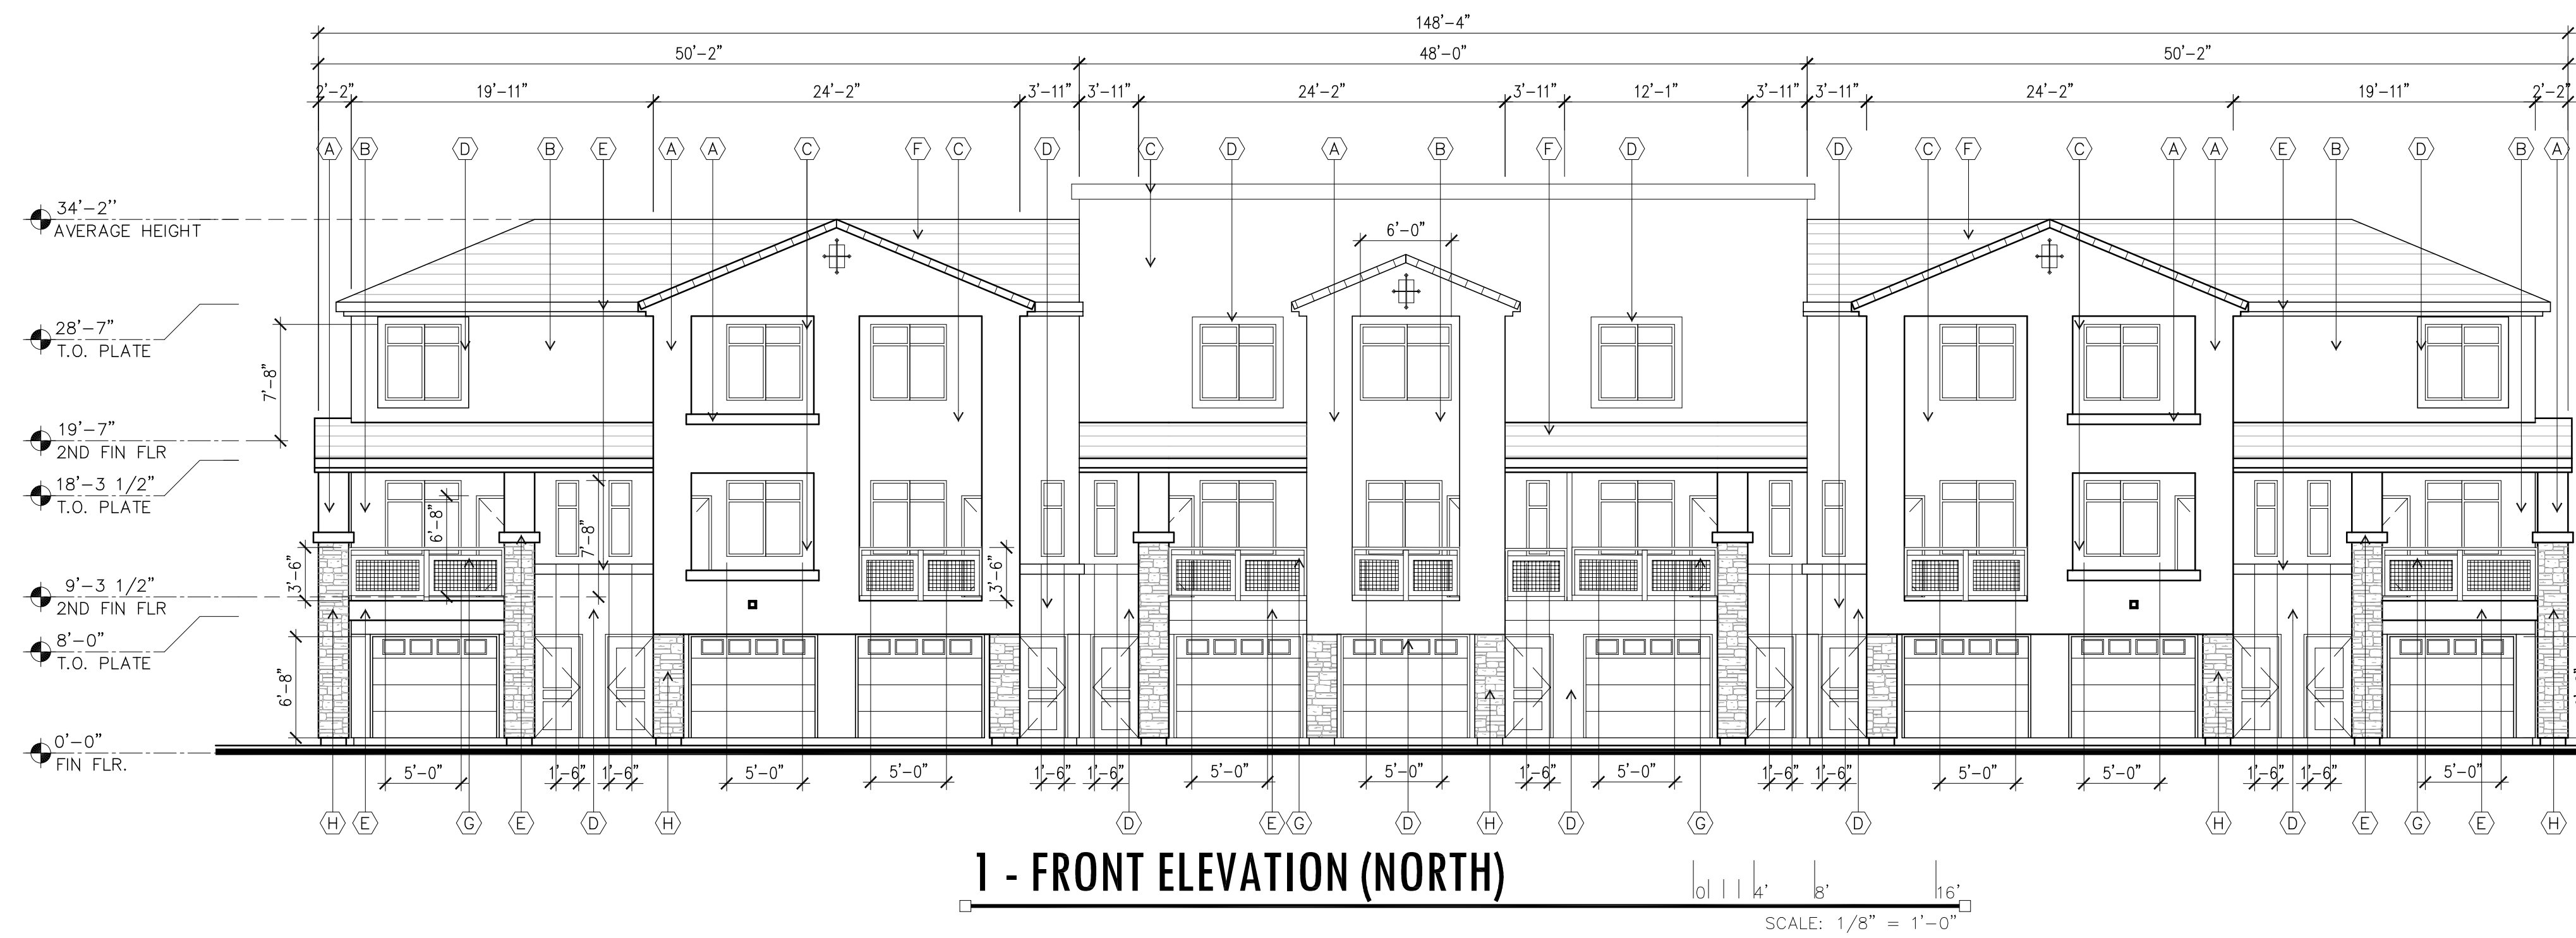 148'-4"
50'-2" 48'-0" 50'-2"
2'-2" 19'-11" 24'-2" 3'-11" 3'-11" 24'-2" 3'-11" 12'-1" 3'-11" 3'-11" 24'-2" 19'-11" 2'-2"
A B D B E A A C F C D C D A B F D D C F C A A E B D B A
34'-2''
AVERAGE HEIGHT
6'-0"
28'-7"
T.O. PLATE
7'-8"
19'-7"
2ND FIN FLR
18'-3 1/2"
T.O. PLATE
6'-8"
7'-8"
3'-6"
3'-6"
9'-3 1/2"
2ND FIN FLR
8'-0"
T.O. PLATE
6'-8"
0'-0"
FIN FLR.
5'-0" 1'-6" 1'-6" 5'-0" 5'-0" 1'-6" 1'-6" 5'-0" 5'-0" 1'-6" 5'-0" 1'-6" 1'-6" 5'-0" 5'-0" 1'-6" 1'-6" 5'-0"
H E G E D H D E G D H D G D H D E G E H
1 - FRONT ELEVATION (NORTH)
0 4' 8' 16'
SCALE: 1/8" = 1'-0"